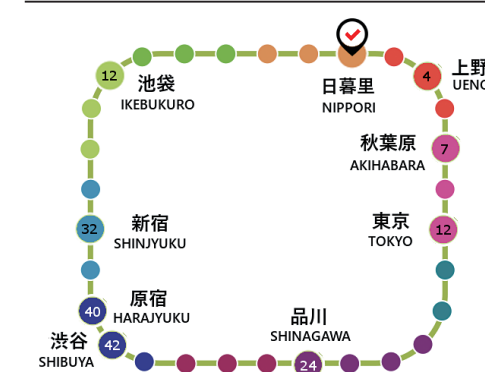 日暮里
NIPPORI
12
池袋
IKEBUKURO
4
上野
UENO
秋葉原
7
AKIHABARA
32
新宿
SHINJYUKU
東京
12
TOKYO
40
原宿
HARAJYUKU
渋谷
42
SHIBUYA
品川
SHINAGAWA
24